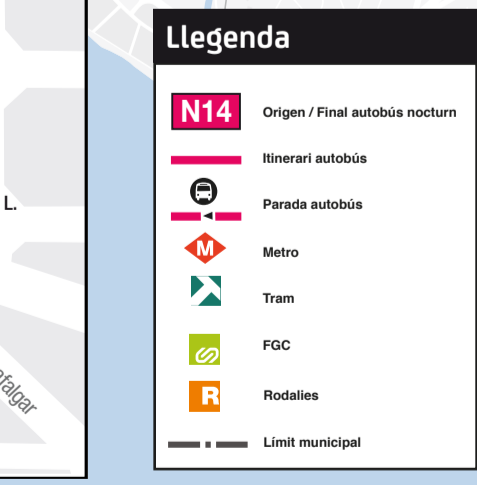 Llegenda
N14
Origen / Final autobús nocturn
Itinerari autobús
Parada autobús
M
Metro
Tram
FGC
R
Rodalies
Límit municipal
L.
afalgar